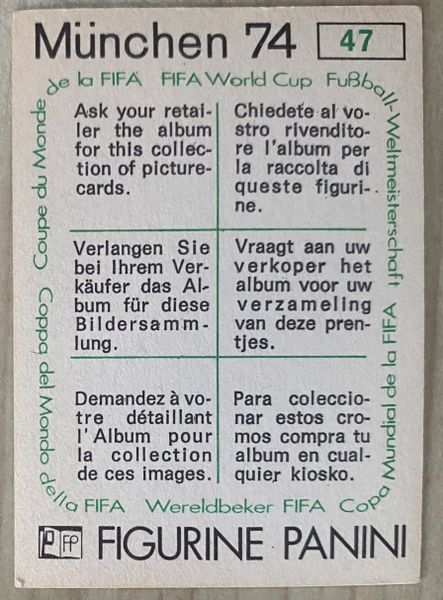 München 74
47
de la FIFA FIFA World Cup Fußball-Weltmeisterschaft
Ask your retai-
ler the album
for this collec-
tion of picture-
cards.
Chiedete al vo-
stro rivendito-
re l'album per
la raccolta di
queste figuri-
ne.
Verlangen Sie
bei Ihrem Ver-
käufer das Al-
bum für diese
Bildersamm-
lung.
Vraagt aan uw
verkoper het
album voor uw
verzameling
van deze pren-
tjes.
Demandez à vo-
tre détaillant
l'Album pour
la collection
de ces images.
Para coleccio-
nar estos cro-
mos compra tu
album en cual-
quier kiosko.
Copa Mundial de la FIFA
Wereldbeker FIFA
Coppa del Mondo della FIFA
Coupe du Monde
FP
FIGURINE PANINI